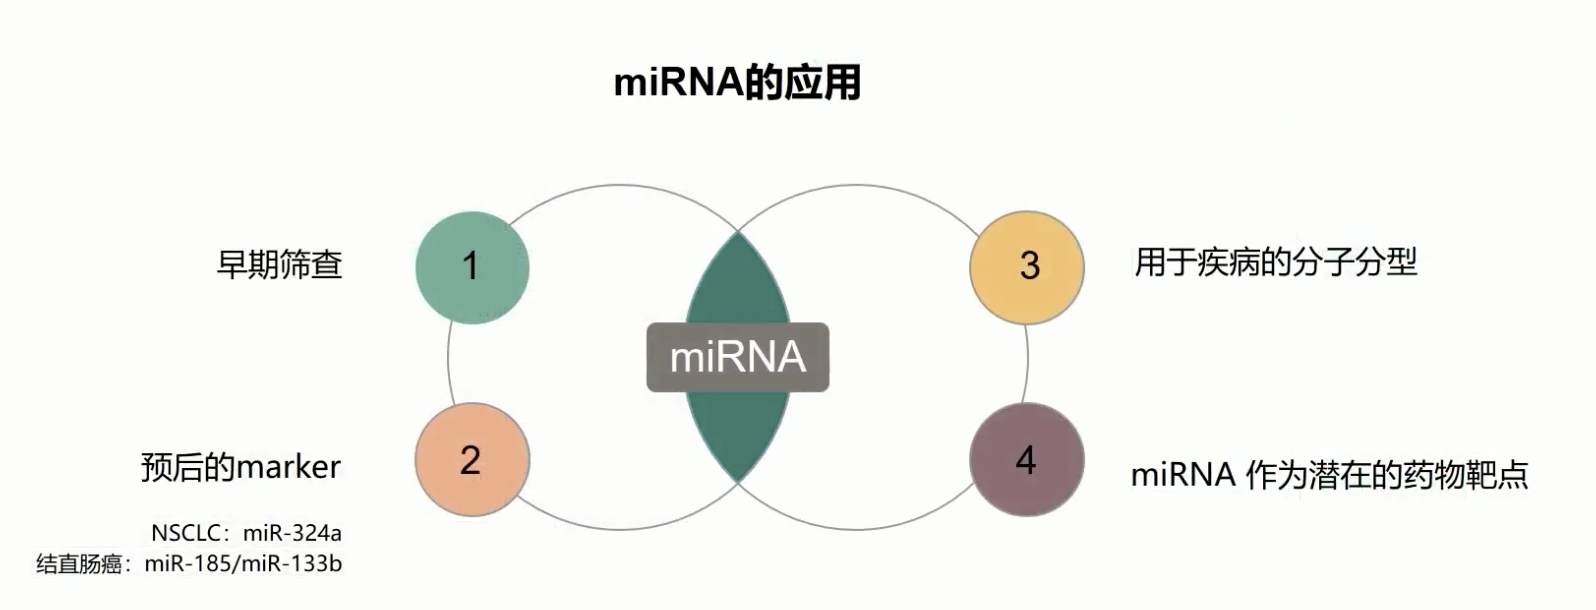 miRNA的应用
早期筛查
1
预后的marker
2
NSCLC：miR-324a
结直肠癌：miR-185/miR-133b
miRNA
3
用于疾病的分子分型
4
miRNA 作为潜在的药物靶点